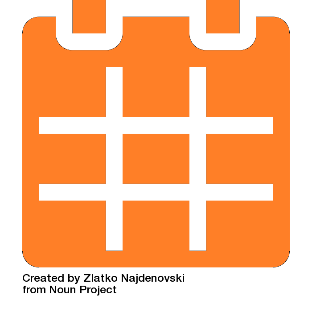 Created by Zlatko Najdenovski
from Noun Project